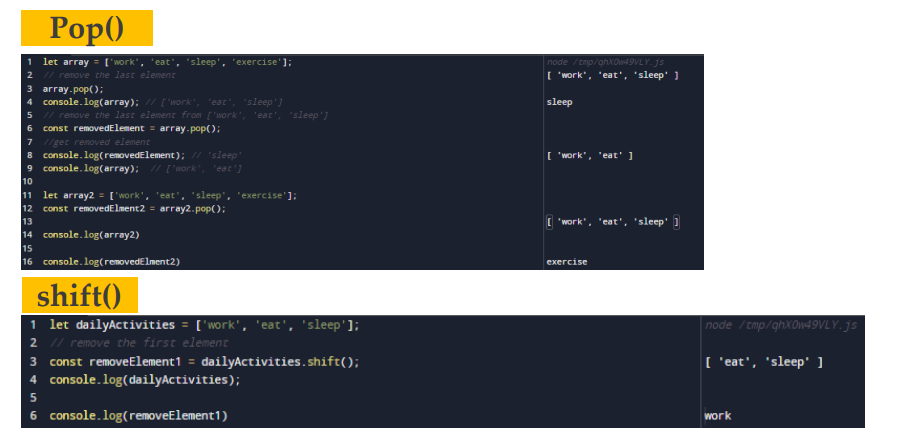 Pop()
1 let array = ['work', 'eat', 'sleep', 'exercise'];
node /tmp/qhX0w49VLY.js
2 // remove the last element
[ 'work', 'eat', 'sleep' ]
3 array.pop();
4 console.log(array); // ['work', 'eat', 'sleep']
sleep
5 // remove the last element from ['work', 'eat', 'sleep']
6 const removedElement = array.pop();
7 //get removed element
8 console.log(removedElement); // 'sleep'
[ 'work', 'eat' ]
9 console.log(array); // ['work', 'eat']
10
11 let array2 = ['work', 'eat', 'sleep', 'exercise'];
12 const removedElment2 = array2.pop();
13
[ 'work', 'eat', 'sleep' ]
14 console.log(array2)
15
16 console.log(removedElment2)
exercise
shift()
1 let dailyActivities = ['work', 'eat', 'sleep'];
node /tmp/qhX0w49VLY.js
2 // remove the first element
3 const removeElement1 = dailyActivities.shift();
[ 'eat', 'sleep' ]
4 console.log(dailyActivities);
5
6 console.log(removeElement1)
work